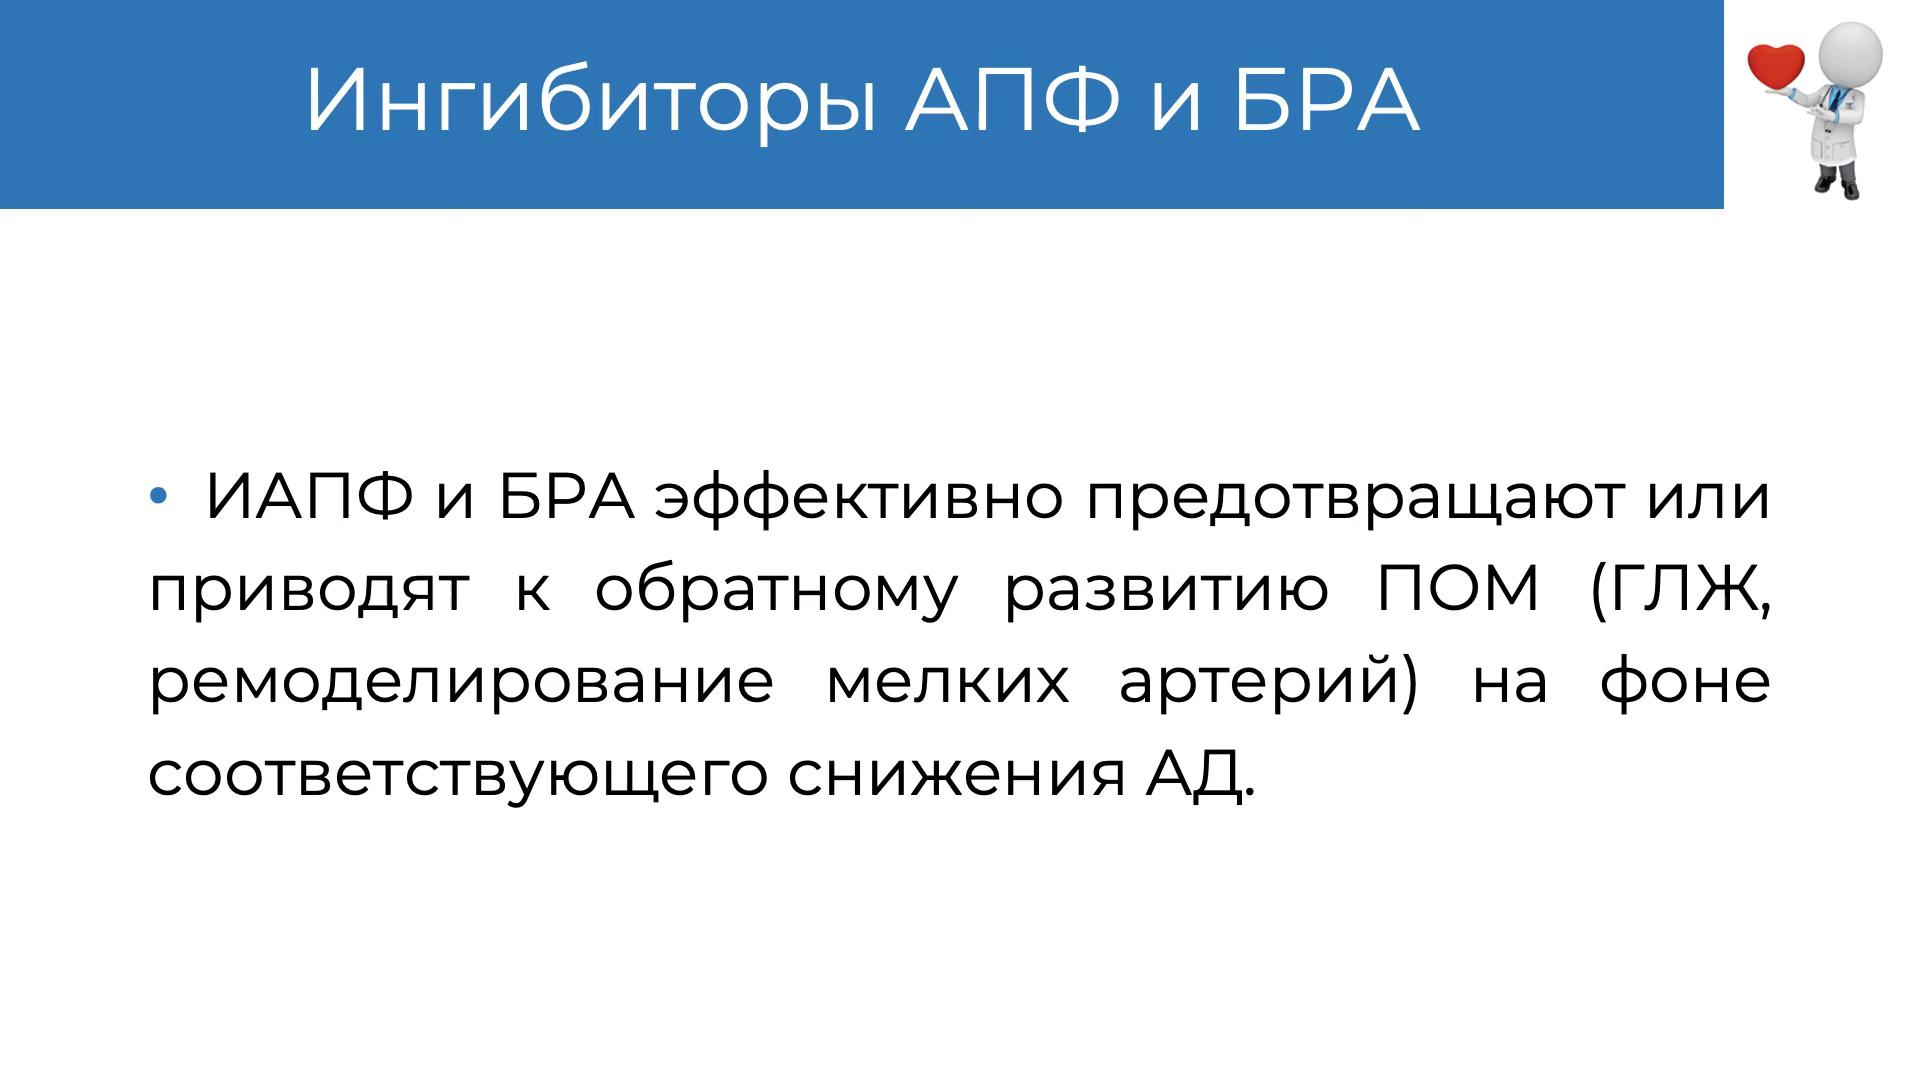 Ингибиторы АПФ и БРА
• ИАПФ и БРА эффективно предотвращают или
приводят к обратному развитию ПОМ (ГЛЖ,
ремоделирование мелких артерий) на фоне
соответствующего снижения АД.